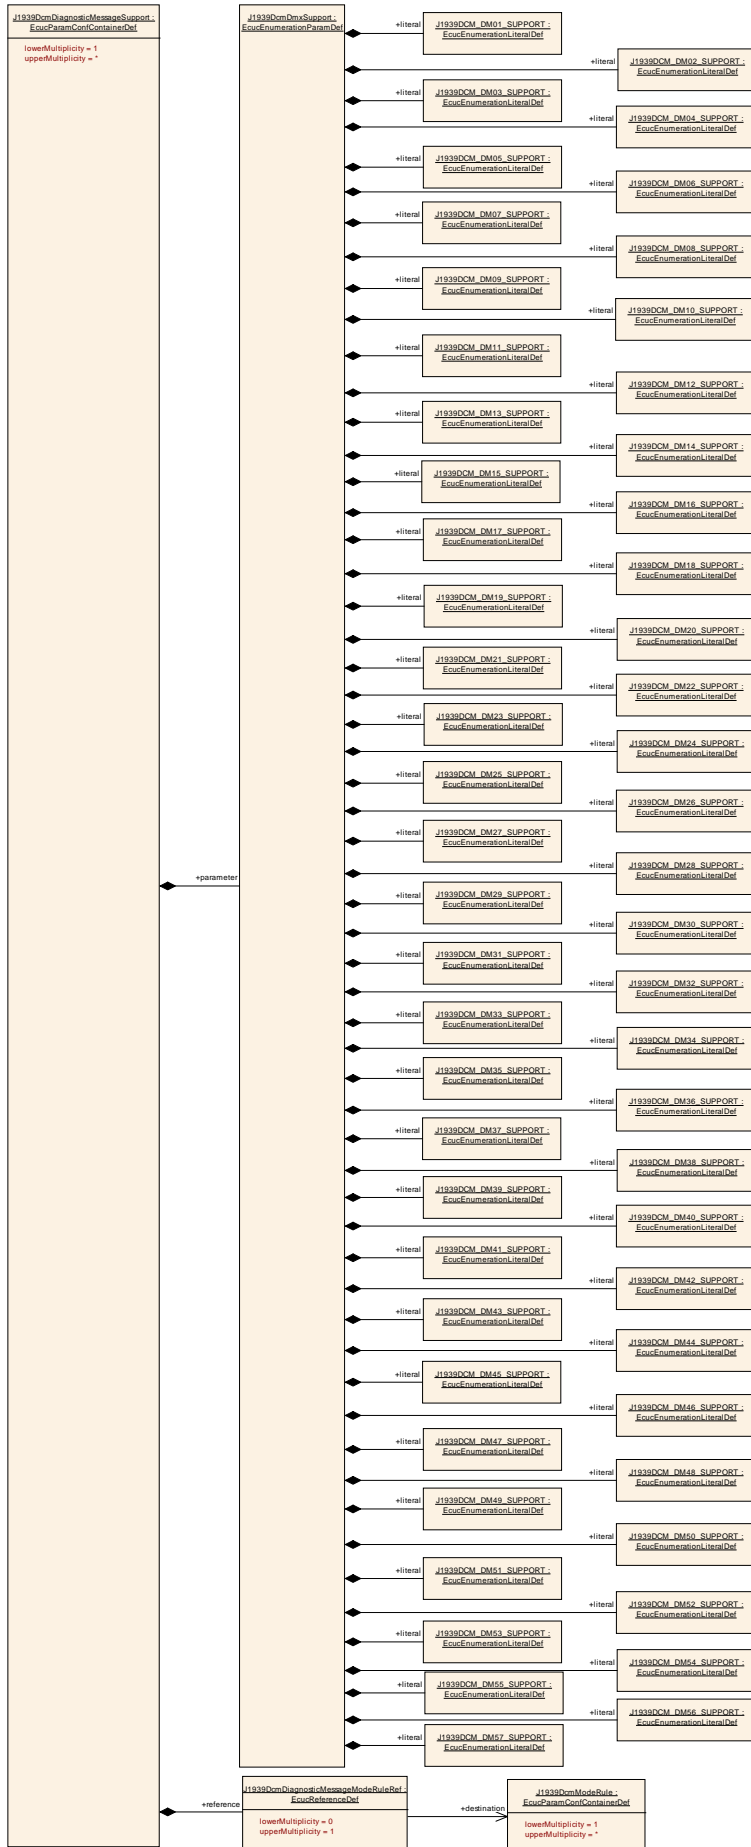 J1939DcmDiagnosticMessageSupport :
EcucParamConfContainerDef
lowerMultiplicity = 1
upperMultiplicity = *
J1939DcmDmxSupport :
EcucEnumerationParamDef
+parameter
+literal
J1939DCM_DM01_SUPPORT :
EcucEnumerationLiteralDef
+literal
J1939DCM_DM02_SUPPORT :
EcucEnumerationLiteralDef
+literal
J1939DCM_DM03_SUPPORT :
EcucEnumerationLiteralDef
+literal
J1939DCM_DM04_SUPPORT :
EcucEnumerationLiteralDef
+literal
J1939DCM_DM05_SUPPORT :
EcucEnumerationLiteralDef
+literal
J1939DCM_DM06_SUPPORT :
EcucEnumerationLiteralDef
+literal
J1939DCM_DM07_SUPPORT :
EcucEnumerationLiteralDef
+literal
J1939DCM_DM08_SUPPORT :
EcucEnumerationLiteralDef
+literal
J1939DCM_DM09_SUPPORT :
EcucEnumerationLiteralDef
+literal
J1939DCM_DM10_SUPPORT :
EcucEnumerationLiteralDef
+literal
J1939DCM_DM11_SUPPORT :
EcucEnumerationLiteralDef
+literal
J1939DCM_DM12_SUPPORT :
EcucEnumerationLiteralDef
+literal
J1939DCM_DM13_SUPPORT :
EcucEnumerationLiteralDef
+literal
J1939DCM_DM14_SUPPORT :
EcucEnumerationLiteralDef
+literal
J1939DCM_DM15_SUPPORT :
EcucEnumerationLiteralDef
+literal
J1939DCM_DM16_SUPPORT :
EcucEnumerationLiteralDef
+literal
J1939DCM_DM17_SUPPORT :
EcucEnumerationLiteralDef
+literal
J1939DCM_DM18_SUPPORT :
EcucEnumerationLiteralDef
+literal
J1939DCM_DM19_SUPPORT :
EcucEnumerationLiteralDef
+literal
J1939DCM_DM20_SUPPORT :
EcucEnumerationLiteralDef
+literal
J1939DCM_DM21_SUPPORT :
EcucEnumerationLiteralDef
+literal
J1939DCM_DM22_SUPPORT :
EcucEnumerationLiteralDef
+literal
J1939DCM_DM23_SUPPORT :
EcucEnumerationLiteralDef
+literal
J1939DCM_DM24_SUPPORT :
EcucEnumerationLiteralDef
+literal
J1939DCM_DM25_SUPPORT :
EcucEnumerationLiteralDef
+literal
J1939DCM_DM26_SUPPORT :
EcucEnumerationLiteralDef
+literal
J1939DCM_DM27_SUPPORT :
EcucEnumerationLiteralDef
+literal
J1939DCM_DM28_SUPPORT :
EcucEnumerationLiteralDef
+literal
J1939DCM_DM29_SUPPORT :
EcucEnumerationLiteralDef
+literal
J1939DCM_DM30_SUPPORT :
EcucEnumerationLiteralDef
+literal
J1939DCM_DM31_SUPPORT :
EcucEnumerationLiteralDef
+literal
J1939DCM_DM32_SUPPORT :
EcucEnumerationLiteralDef
+literal
J1939DCM_DM33_SUPPORT :
EcucEnumerationLiteralDef
+literal
J1939DCM_DM34_SUPPORT :
EcucEnumerationLiteralDef
+literal
J1939DCM_DM35_SUPPORT :
EcucEnumerationLiteralDef
+literal
J1939DCM_DM36_SUPPORT :
EcucEnumerationLiteralDef
+literal
J1939DCM_DM37_SUPPORT :
EcucEnumerationLiteralDef
+literal
J1939DCM_DM38_SUPPORT :
EcucEnumerationLiteralDef
+literal
J1939DCM_DM39_SUPPORT :
EcucEnumerationLiteralDef
+literal
J1939DCM_DM40_SUPPORT :
EcucEnumerationLiteralDef
+literal
J1939DCM_DM41_SUPPORT :
EcucEnumerationLiteralDef
+literal
J1939DCM_DM42_SUPPORT :
EcucEnumerationLiteralDef
+literal
J1939DCM_DM43_SUPPORT :
EcucEnumerationLiteralDef
+literal
J1939DCM_DM44_SUPPORT :
EcucEnumerationLiteralDef
+literal
J1939DCM_DM45_SUPPORT :
EcucEnumerationLiteralDef
+literal
J1939DCM_DM46_SUPPORT :
EcucEnumerationLiteralDef
+literal
J1939DCM_DM47_SUPPORT :
EcucEnumerationLiteralDef
+literal
J1939DCM_DM48_SUPPORT :
EcucEnumerationLiteralDef
+literal
J1939DCM_DM49_SUPPORT :
EcucEnumerationLiteralDef
+literal
J1939DCM_DM50_SUPPORT :
EcucEnumerationLiteralDef
+literal
J1939DCM_DM51_SUPPORT :
EcucEnumerationLiteralDef
+literal
J1939DCM_DM52_SUPPORT :
EcucEnumerationLiteralDef
+literal
J1939DCM_DM53_SUPPORT :
EcucEnumerationLiteralDef
+literal
J1939DCM_DM54_SUPPORT :
EcucEnumerationLiteralDef
+literal
J1939DCM_DM55_SUPPORT :
EcucEnumerationLiteralDef
+literal
J1939DCM_DM56_SUPPORT :
EcucEnumerationLiteralDef
+literal
J1939DCM_DM57_SUPPORT :
EcucEnumerationLiteralDef
+reference
J1939DcmDiagnosticMessageModeRuleRef :
EcucReferenceDef
lowerMultiplicity = 0
upperMultiplicity = 1
+destination
J1939DcmModeRule :
EcucParamConfContainerDef
lowerMultiplicity = 1
upperMultiplicity = *